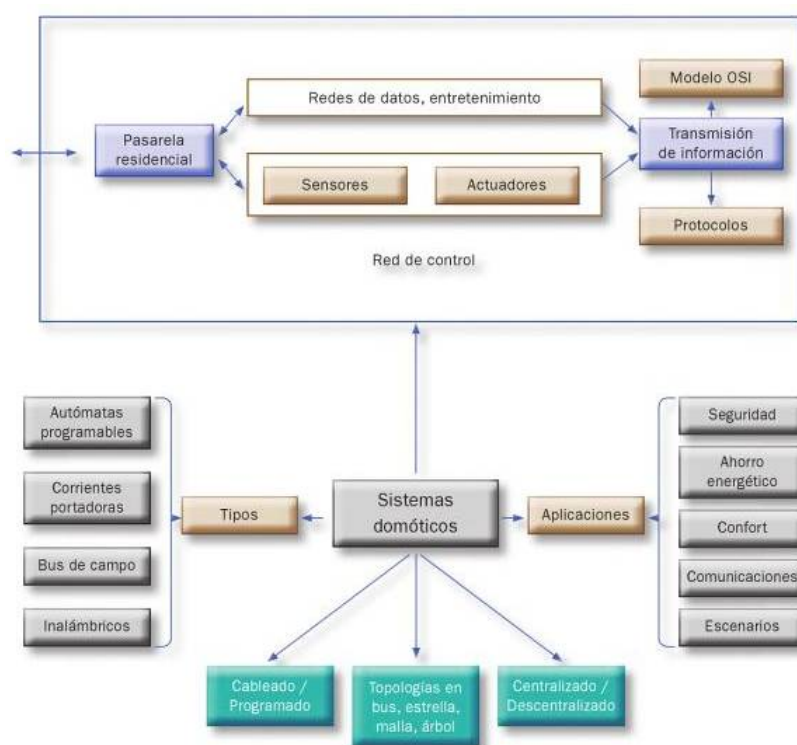 Redes de datos, entretenimiento
Modelo OSI
Pasarela
residencial
Transmisión
de información
Sensores
Actuadores
Protocolos
Red de control
Autómatas
programables
Corrientes
portadoras
Bus de campo
Inalámbricos
Tipos
Sistemas
domóticos
Aplicaciones
Seguridad
Ahorro
energético
Confort
Comunicaciones
Escenarios
Cableado /
Programado
Topologías en
bus, estrella,
malla, árbol
Centralizado /
Descentralizado